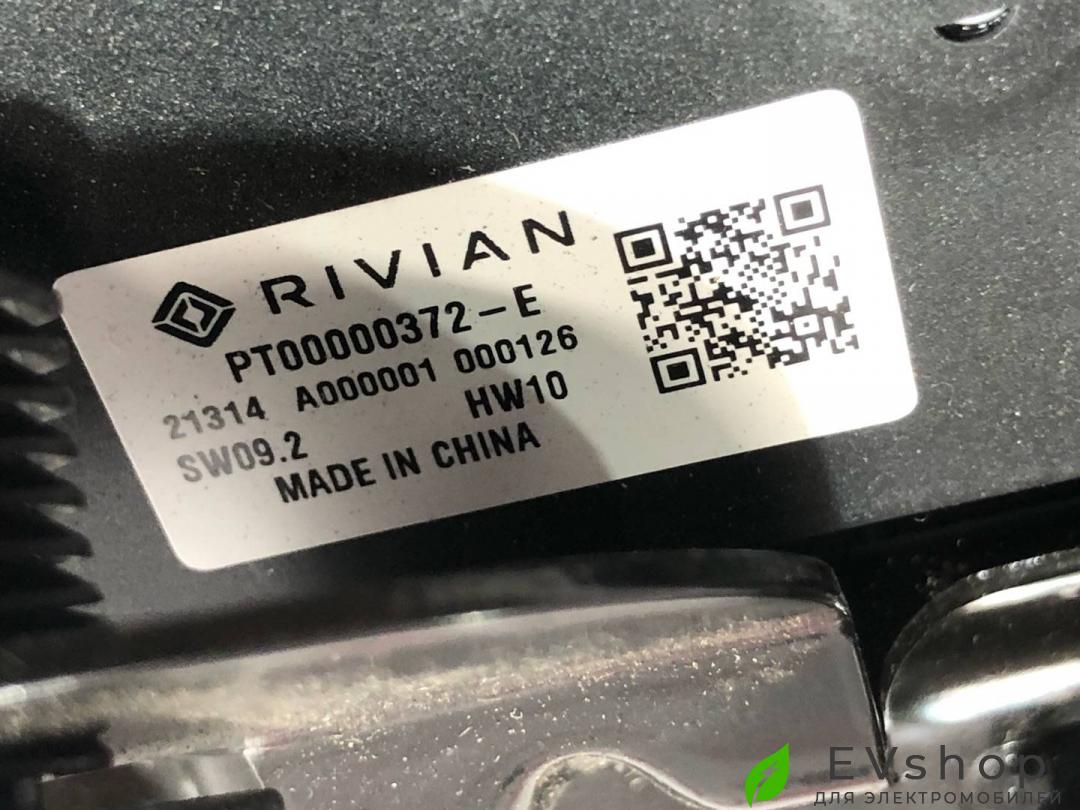 RIVIAN
PT00000372-E
21314 A000001 000126
SW09.2 HW10
MADE IN CHINA
EVshop
ДЛЯ ЭЛЕКТРОМОБИЛЕЙ